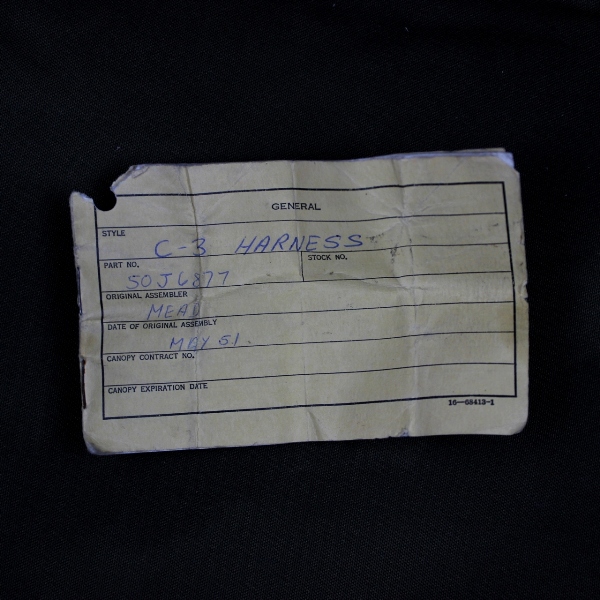 GENERAL
STYLE
C-3 HARNESS
PART NO.
50J6877
STOCK NO.
ORIGINAL ASSEMBLER
MEAD
DATE OF ORIGINAL ASSEMBLY
MAY 51.
CANOPY CONTRACT NO.
CANOPY EXPIRATION DATE
16—68413-1